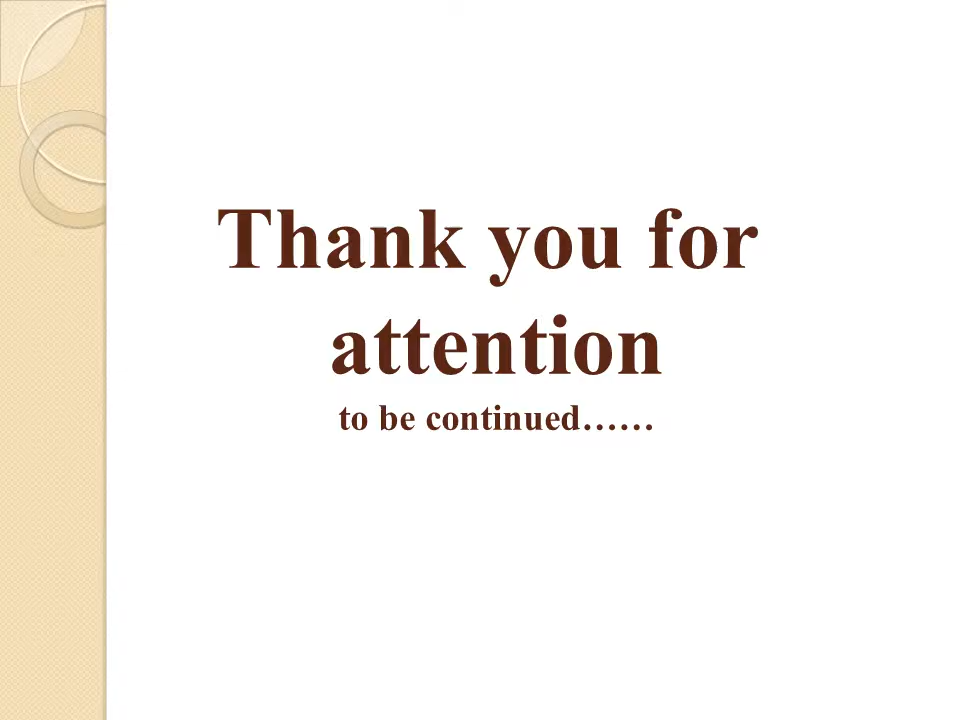 Thank you for
attention
to be continued……